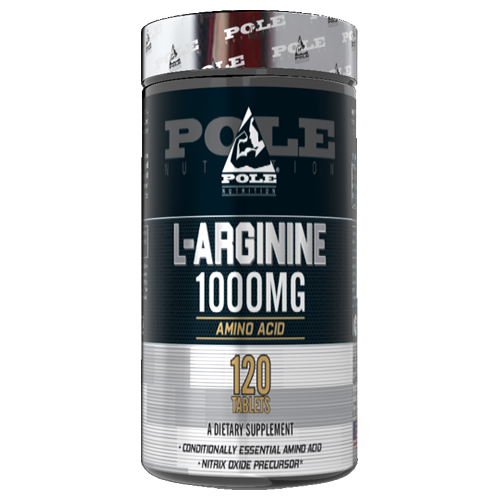 POLE
POLE
NUTRITION
POLE
NUTRITION
L-ARGININE
1000MG
AMINO ACID
120
TABLETS
A DIETARY SUPPLEMENT
• CONDITIONALLY ESSENTIAL AMINO ACID
• NITRIX OXIDE PRECURSOR*